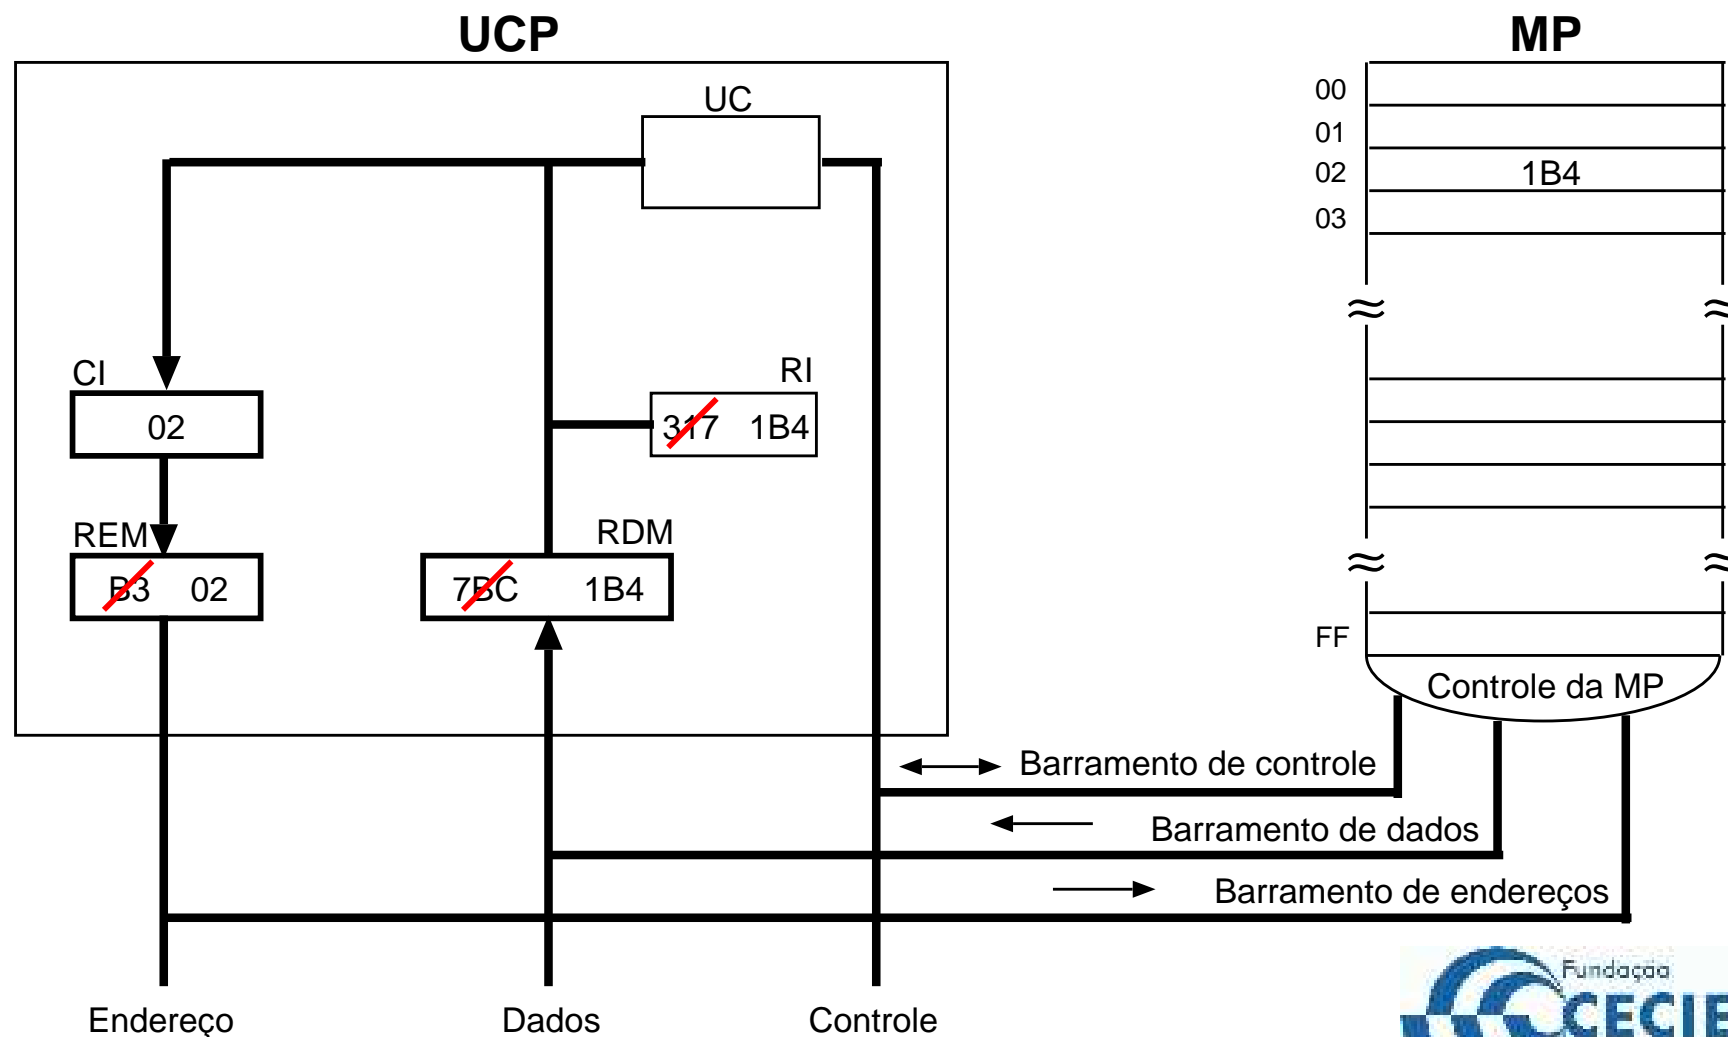 UCP
MP
UC
00
01
02 1B4
03
CI
02
RI
317 1B4
REM
B3 02
RDM
7BC 1B4
FF
Controle da MP
Barramento de controle
Barramento de dados
Barramento de endereços
Endereço
Dados
Controle
Fundação